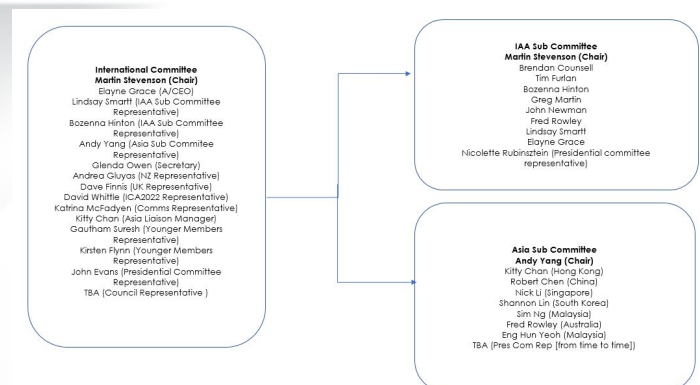 International Committee
Martin Stevenson (Chair)
Elayne Grace (A/CEO)
Lindsay Smartt (IAA Sub Committee
Representative)
Bozenna Hinton (IAA Sub Committee
Representative)
Andy Yang (Asia Sub Commitee
Representative)
Glenda Owen (Secretary)
Andrea Gluyas (NZ Representative)
Dave Finnis (UK Representative)
David Whittle (ICA2022 Representative)
Katrina McFadyen (Comms Representative)
Kitty Chan (Asia Liaison Manager)
Gautham Suresh (Younger Members
Representative)
Kirsten Flynn (Younger Members
Representative)
John Evans (Presidential Committee
Representative)
TBA (Council Representative )
IAA Sub Committee
Martin Stevenson (Chair)
Brendan Counsell
Tim Furlan
Bozenna Hinton
Greg Martin
John Newman
Fred Rowley
Lindsay Smartt
Elayne Grace
Nicolette Rubinsztein (Presidential committee
representative)
Asia Sub Committee
Andy Yang (Chair)
Kitty Chan (Hong Kong)
Robert Chen (China)
Nick Li (Singapore)
Shannon Lin (South Korea)
Sim Ng (Malaysia)
Fred Rowley (Australia)
Eng Hun Yeoh (Malaysia)
TBA (Pres Com Rep [from time to time])